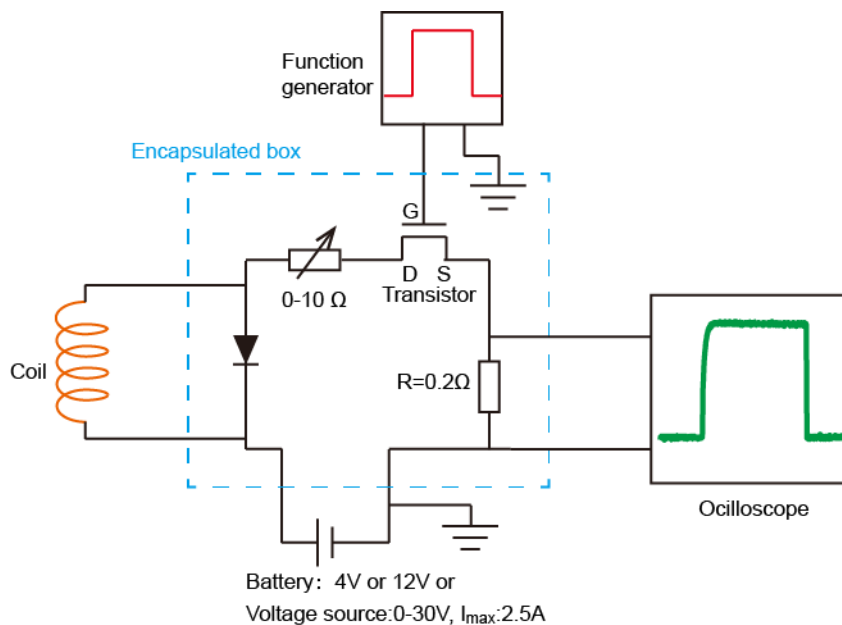 Function
generator
Encapsulated box
G
D S
Transistor
0-10 Ω
Coil
R=0.2Ω
Ocilloscope
Battery: 4V or 12V or
Voltage source:0-30V, Imax:2.5A